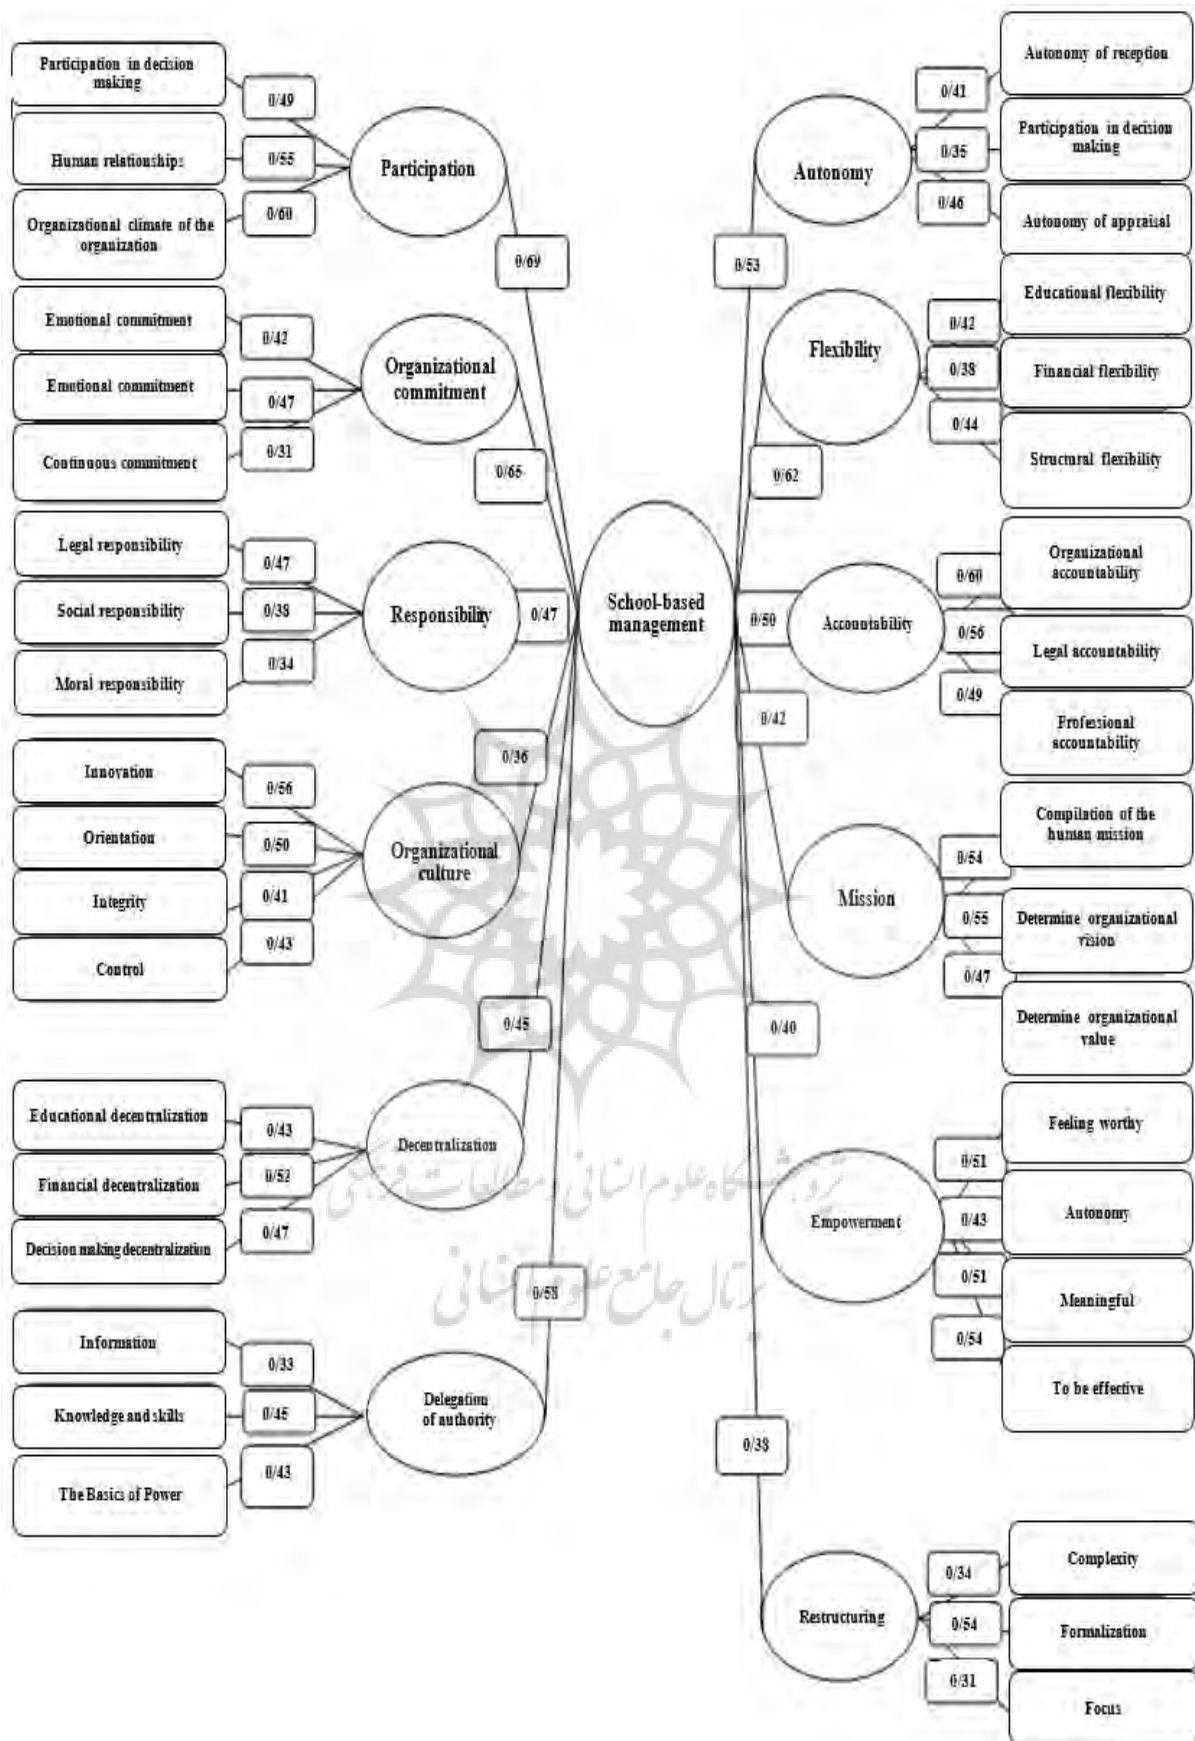 Participation in decision
making
0/49
Human relationships
0/55
Organizational climate of the
organization
0/60
Participation
0/69
Emotional commitment
0/42
Emotional commitment
0/47
Continuous commitment
0/31
Organizational
commitment
0/65
Legal responsibility
0/47
Social responsibility
0/38
Moral responsibility
0/34
Responsibility
0/47
Innovation
0/56
Orientation
0/50
Integrity
0/41
Control
0/43
Organizational
culture
0/36
Educational decentralization
0/43
Financial decentralization
0/52
Decision making decentralization
0/47
Decentralization
0/45
Information
0/33
Knowledge and skills
0/45
The Basics of Power
0/43
Delegation
of authority
0/58
School-based
management
0/53
Autonomy
0/41
Autonomy of reception
0/35
Participation in decision
making
0/46
Autonomy of appraisal
0/62
Flexibility
0/42
Educational flexibility
0/38
Financial flexibility
0/44
Structural flexibility
0/50
Accountability
0/60
Organizational
accountability
0/56
Legal accountability
0/49
Professional
accountability
0/42
Mission
0/54
Compilation of the
human mission
0/55
Determine organizational
vision
0/47
Determine organizational
value
0/40
Empowerment
0/51
Feeling worthy
0/43
Autonomy
0/51
Meaningful
0/54
To be effective
0/38
Restructuring
0/34
Complexity
0/54
Formalization
0/31
Focus
پژوهشگاه علوم انسانی و مطالعات فرهنگی
پرتال جامع علوم انسانی